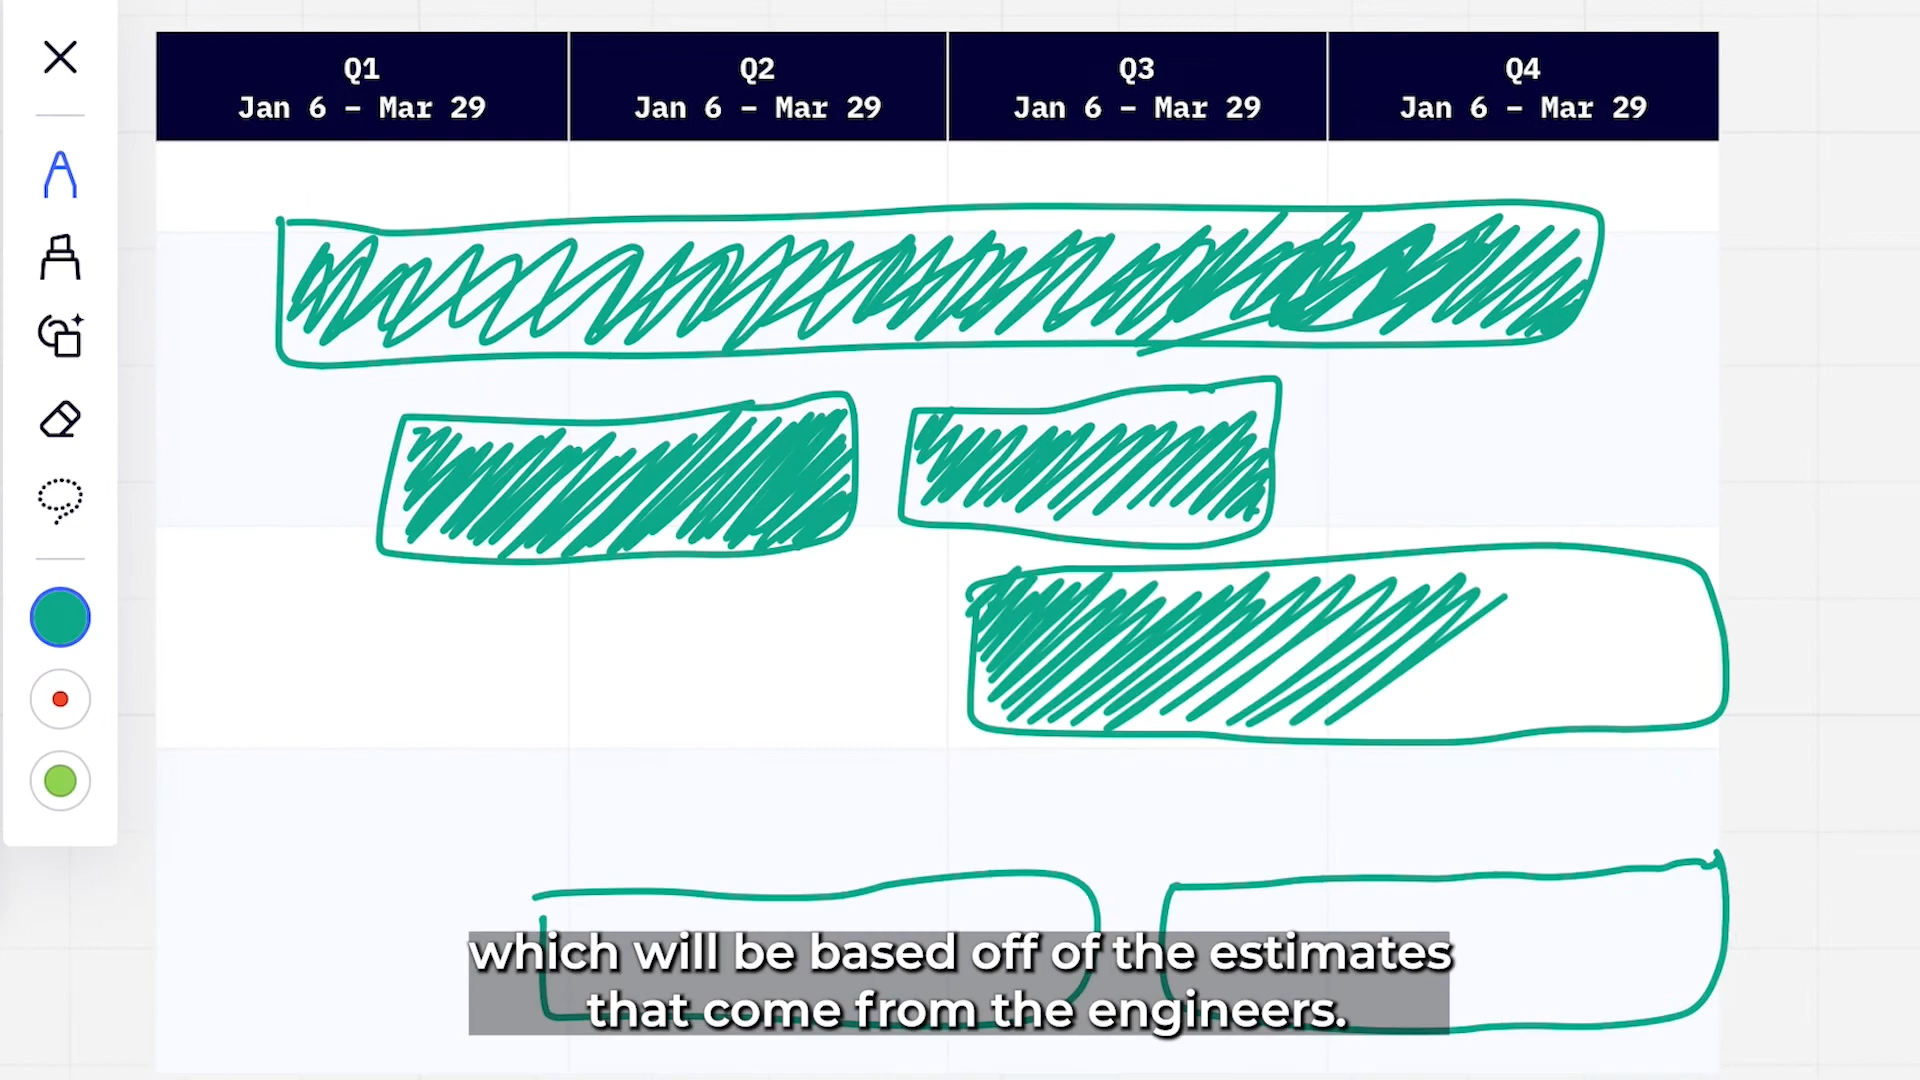 Q1
Jan 6 – Mar 29
Q2
Jan 6 – Mar 29
Q3
Jan 6 – Mar 29
Q4
Jan 6 – Mar 29
which will be based off of the estimates
that come from the engineers.